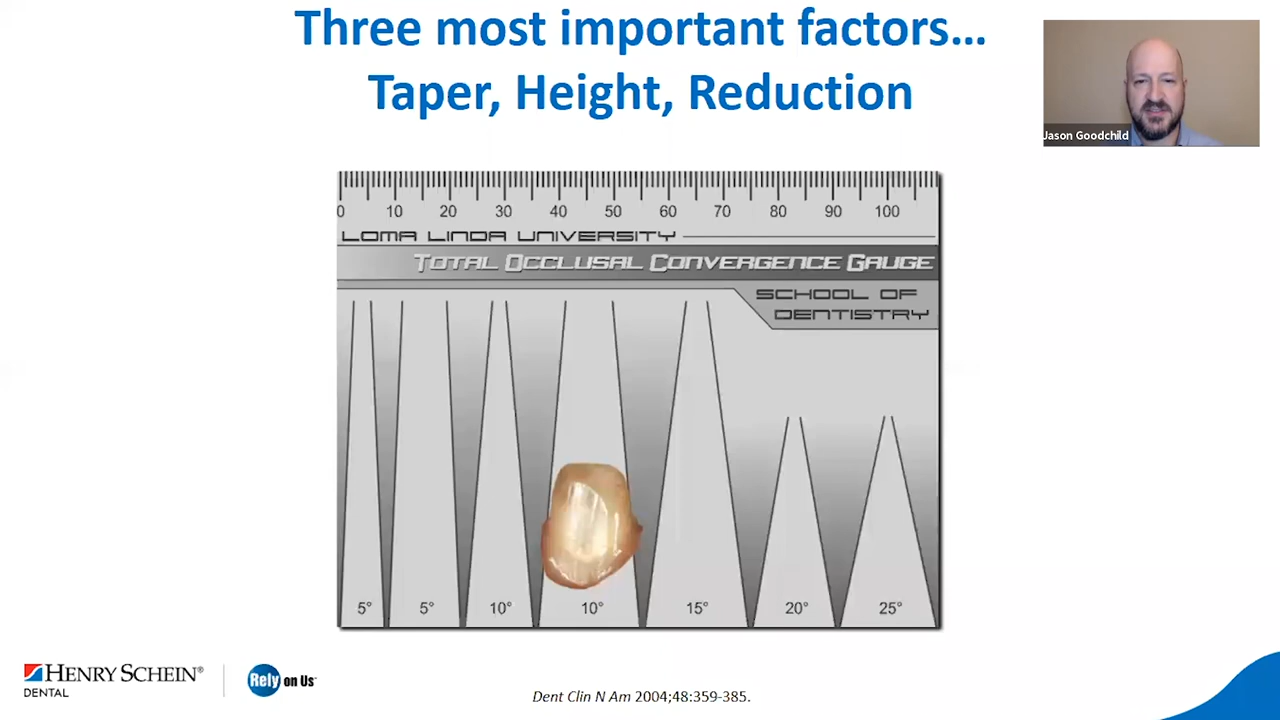 Three most important factors...
Taper, Height, Reduction
Jason Goodchild
0 10 20 30 40 50 60 70 80 90 100
LOMA LINDA UNIVERSITY
TOTAL OCCLUSAL CONVERGENCE GAUGE
SCHOOL OF
DENTISTRY
5° 5° 10° 10° 15° 20° 25°
HENRY SCHEIN®
DENTAL
Rely on Us™
Dent Clin N Am 2004;48:359-385.